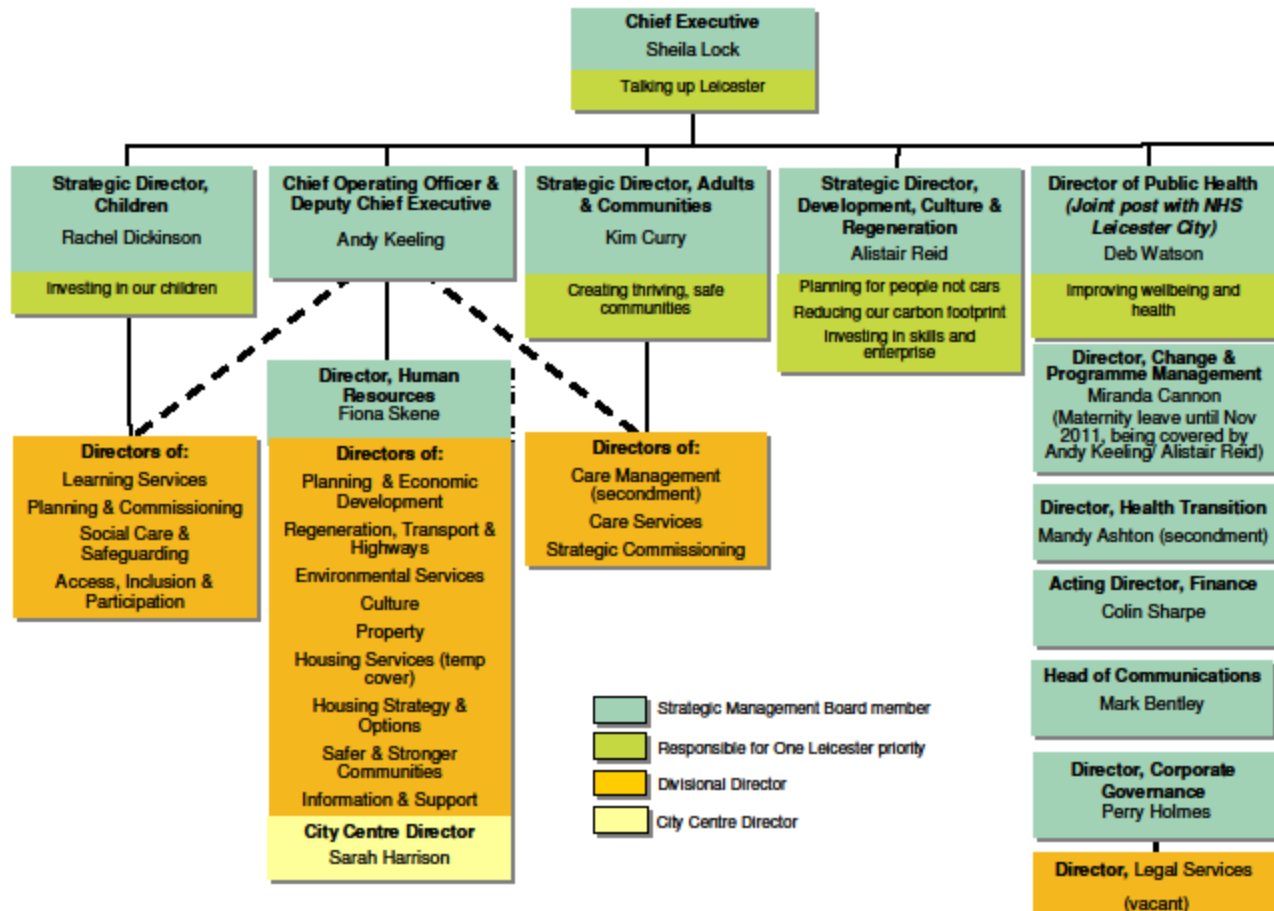 Chief Executive
Sheila Lock
Talking up Leicester
Strategic Director,
Children
Rachel Dickinson
Investing in our children
Chief Operating Officer &
Deputy Chief Executive
Andy Keeling
Strategic Director, Adults
& Communities
Kim Curry
Creating thriving, safe
communities
Strategic Director,
Development, Culture &
Regeneration
Alistair Reid
Planning for people not cars
Reducing our carbon footprint
Investing in skills and
enterprise
Director of Public Health
(Joint post with NHS
Leicester City)
Deb Watson
Improving wellbeing and
health
Director, Human
Resources
Fiona Skene
Directors of:
Learning Services
Planning & Commissioning
Social Care &
Safeguarding
Access, Inclusion &
Participation
Directors of:
Planning & Economic
Development
Regeneration, Transport &
Highways
Environmental Services
Culture
Property
Housing Services (temp
cover)
Housing Strategy &
Options
Safer & Stronger
Communities
Information & Support
City Centre Director
Sarah Harrison
Directors of:
Care Management
(secondment)
Care Services
Strategic Commissioning
Director, Change &
Programme Management
Miranda Cannon
(Maternity leave until Nov
2011, being covered by
Andy Keeling/ Alistair Reid)
Director, Health Transition
Mandy Ashton (secondment)
Acting Director, Finance
Colin Sharpe
Head of Communications
Mark Bentley
Director, Corporate
Governance
Perry Holmes
Director, Legal Services
(vacant)
Strategic Management Board member
Responsible for One Leicester priority
Divisional Director
City Centre Director